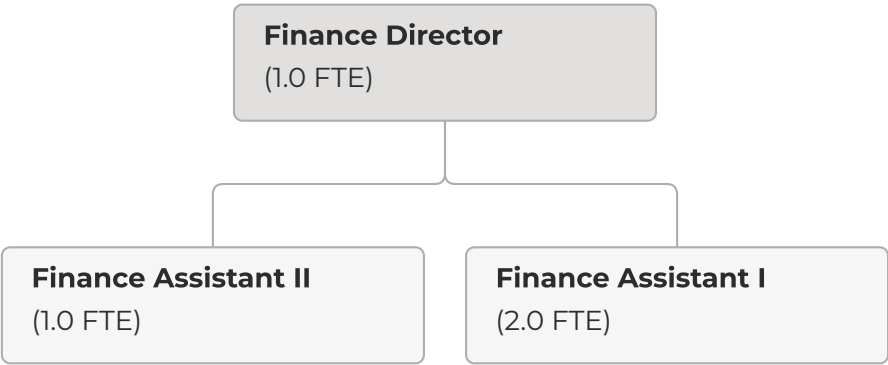 Finance Director
(1.0 FTE)
Finance Assistant II
(1.0 FTE)
Finance Assistant I
(2.0 FTE)